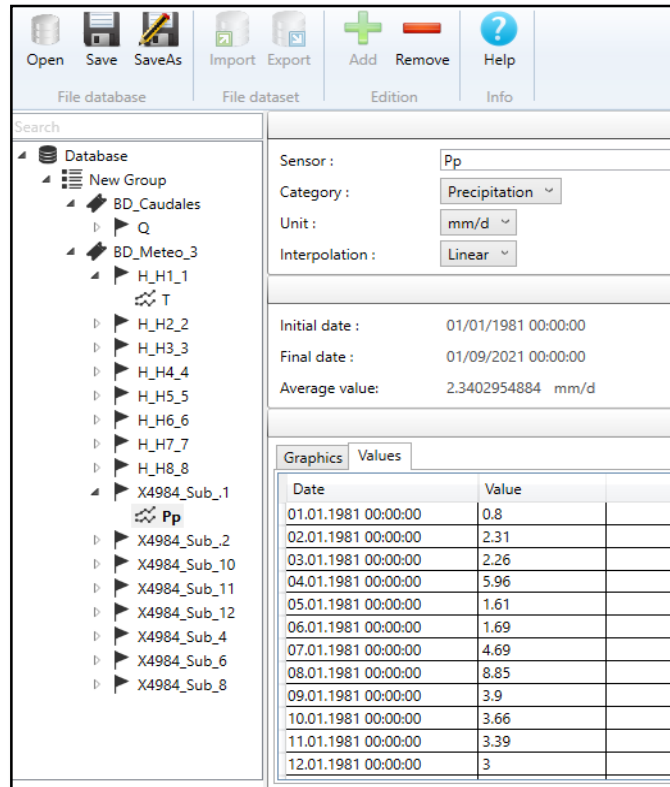 Open Save SaveAs Import Export Add Remove Help
File database File dataset Edition Info
Search
Database
New Group
BD_Caudales
Q
BD_Meteo_3
H_H1_1
T
H_H2_2
H_H3_3
H_H4_4
H_H5_5
H_H6_6
H_H7_7
H_H8_8
X4984_Sub_.1
Pp
X4984_Sub_.2
X4984_Sub_10
X4984_Sub_11
X4984_Sub_12
X4984_Sub_4
X4984_Sub_6
X4984_Sub_8
Sensor : Pp
Category : Precipitation
Unit : mm/d
Interpolation : Linear
Initial date : 01/01/1981 00:00:00
Final date : 01/09/2021 00:00:00
Average value: 2.3402954884 mm/d
Graphics Values
Date Value
01.01.1981 00:00:00 0.8
02.01.1981 00:00:00 2.31
03.01.1981 00:00:00 2.26
04.01.1981 00:00:00 5.96
05.01.1981 00:00:00 1.61
06.01.1981 00:00:00 1.69
07.01.1981 00:00:00 4.69
08.01.1981 00:00:00 8.85
09.01.1981 00:00:00 3.9
10.01.1981 00:00:00 3.66
11.01.1981 00:00:00 3.39
12.01.1981 00:00:00 3